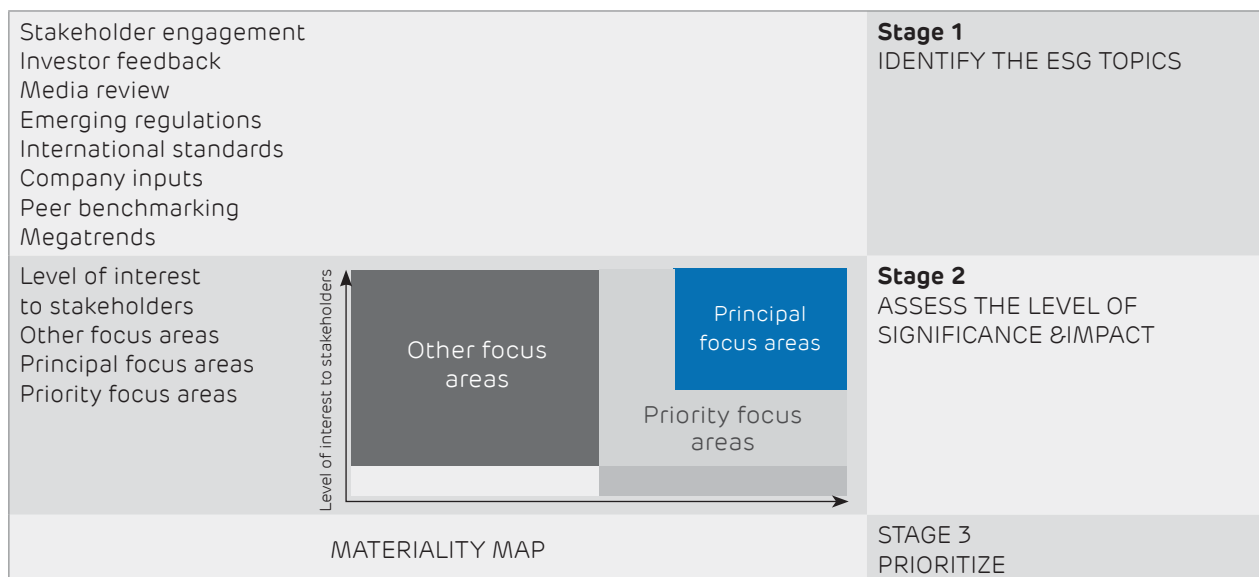 Stakeholder engagement
Investor feedback
Media review
Emerging regulations
International standards
Company inputs
Peer benchmarking
Megatrends
Stage 1
IDENTIFY THE ESG TOPICS
Level of interest
to stakeholders
Other focus areas
Principal focus areas
Priority focus areas
Level of interest to stakeholders
Other focus
areas
Principal
focus areas
Priority focus
areas
Stage 2
ASSESS THE LEVEL OF
SIGNIFICANCE &IMPACT
MATERIALITY MAP
STAGE 3
PRIORITIZE